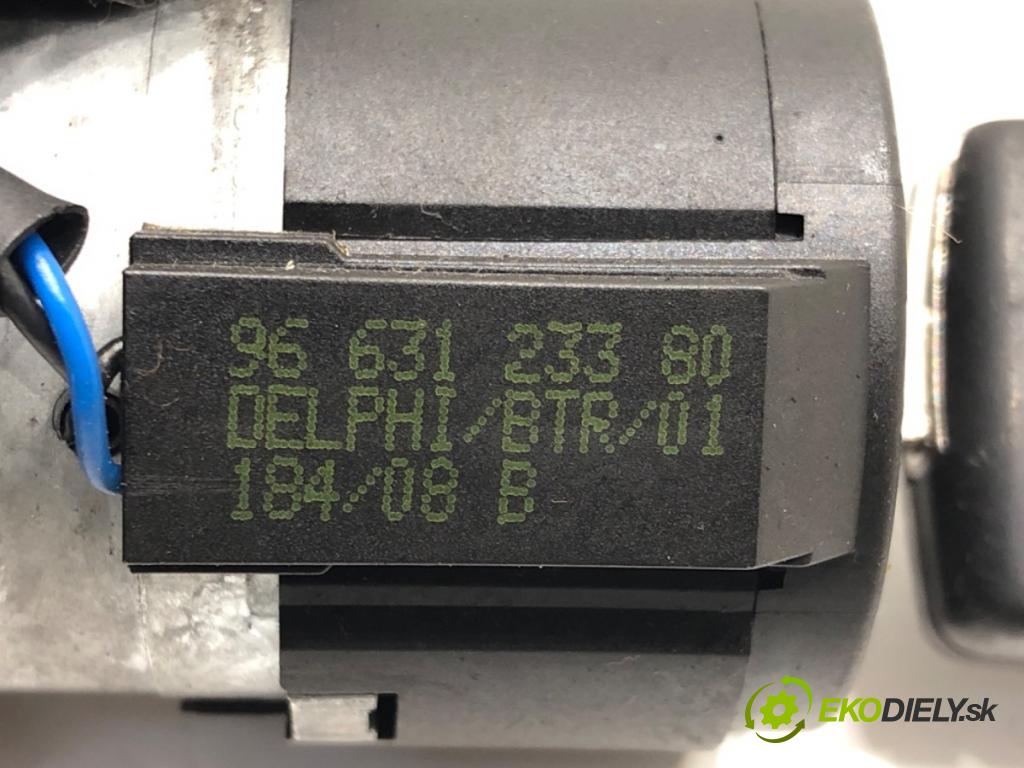 96 631 233 80
DELPHI/BTR/01
184/08 B
EKODIELY.sk